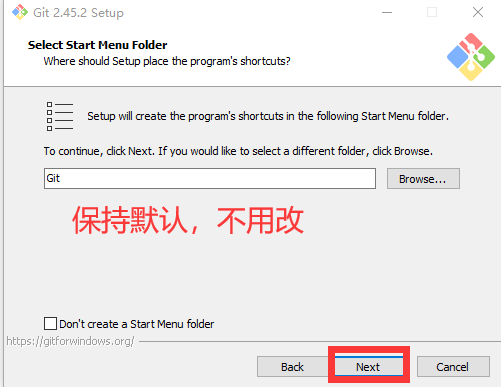 Git 2.45.2 Setup
Select Start Menu Folder
Where should Setup place the program's shortcuts?
Setup will create the program's shortcuts in the following Start Menu folder.
To continue, click Next. If you would like to select a different folder, click Browse.
Git
Browse...
保持默认，不用改
Don't create a Start Menu folder
https://gitforwindows.org/
Back
Next
Cancel